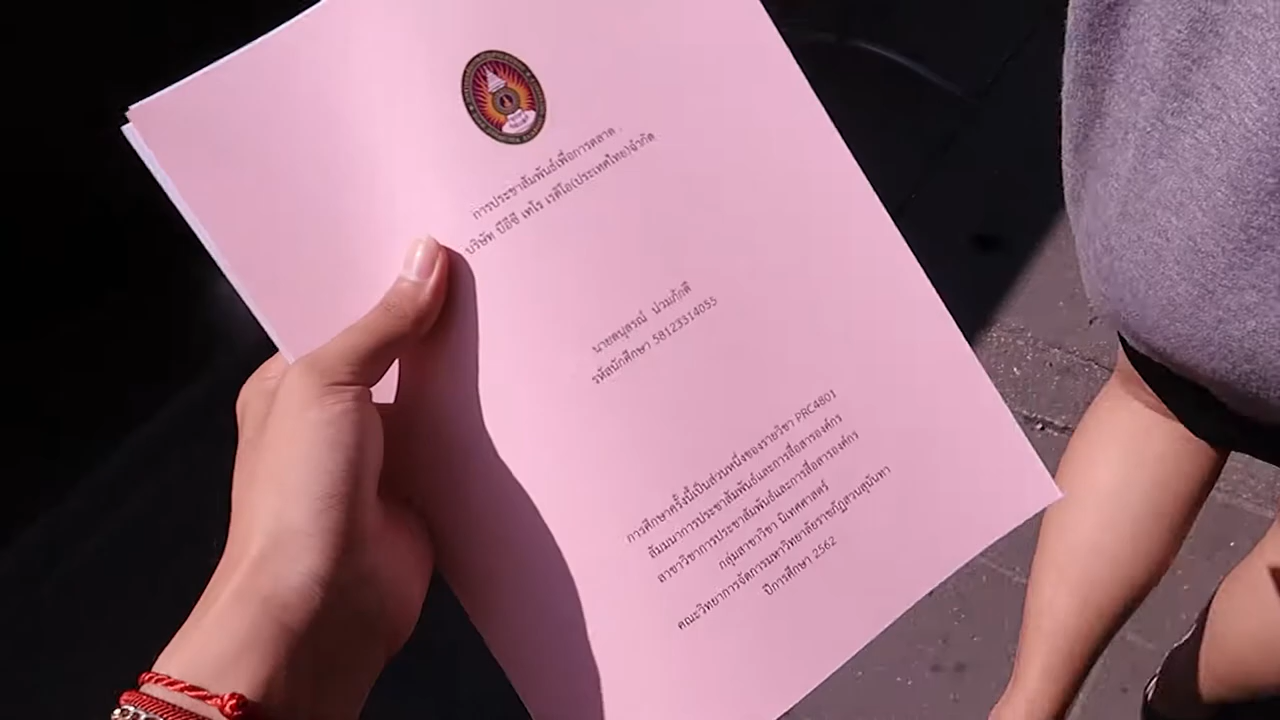 การประชาสัมพันธ์เพื่อการตลาด
บริษัท บีอีซี เทโร เรดิโอ(ประเทศไทย)จำกัด
นายดนุสรณ์ น่วมภักดี
รหัสนักศึกษา 58123314055
การศึกษาครั้งนี้เป็นส่วนหนึ่งของรายวิชา PRC4801
สัมมนาการประชาสัมพันธ์และการสื่อสารองค์กร
สาขาวิชาการประชาสัมพันธ์และการสื่อสารองค์กร
กลุ่มสาขาวิชา นิเทศศาสตร์
คณะวิทยาการจัดการมหาวิทยาลัยราชภัฏสวนสุนันทา
ปีการศึกษา 2562